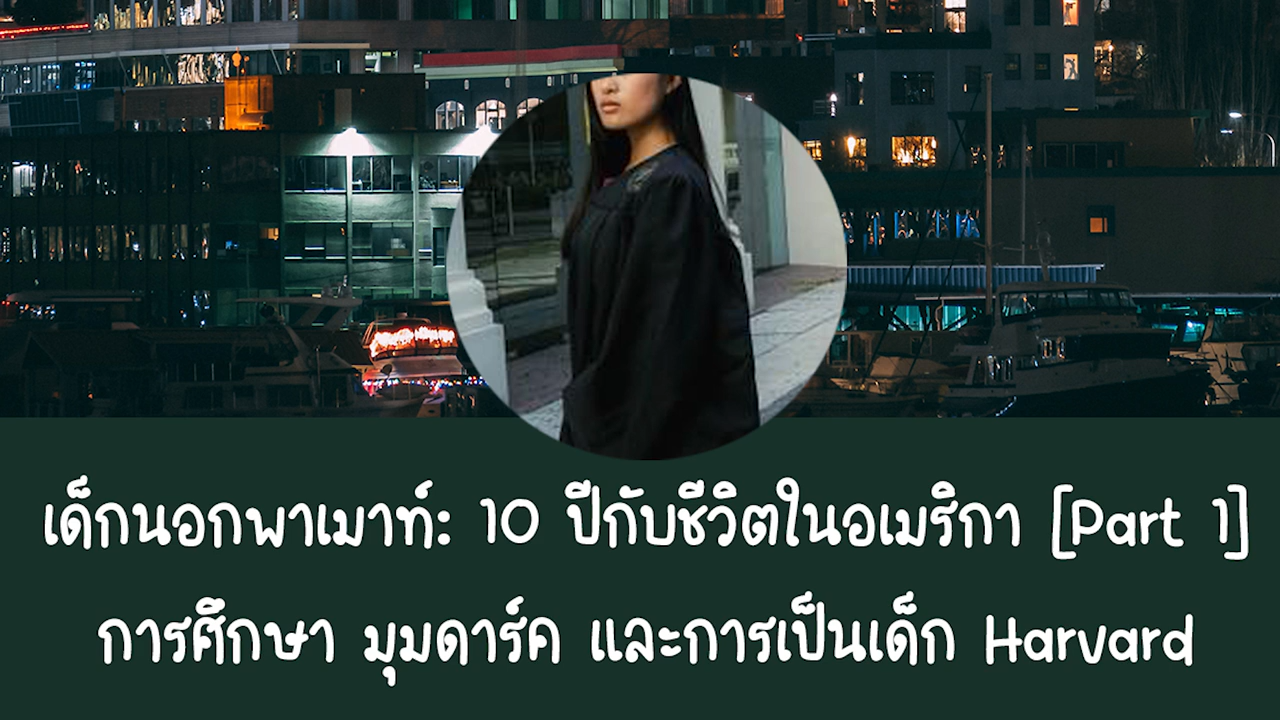 เด็กนอกพาเมาท์: 10 ปีกับชีวิตในอเมริกา [Part 1]
การศึกษา มุมดาร์ค และการเป็นเด็ก Harvard